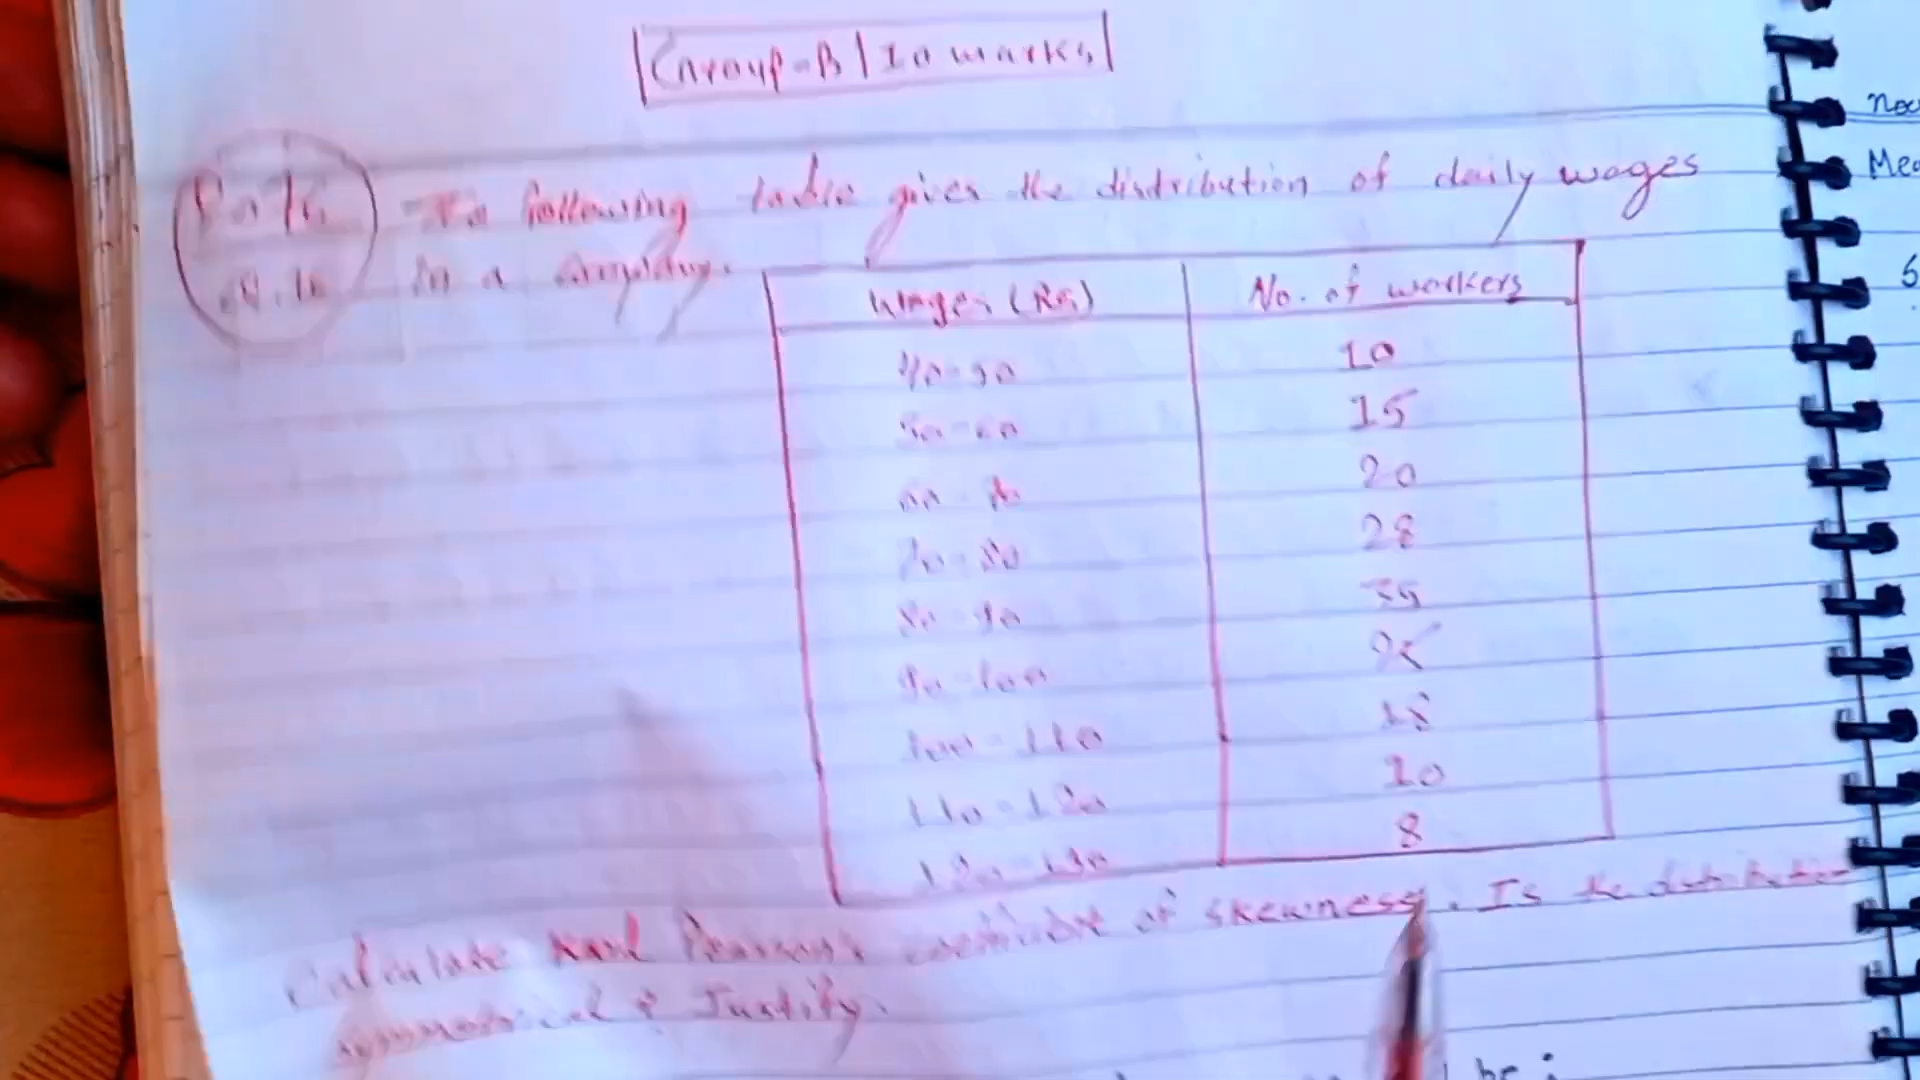 Group-B | 10 marks
following table gives the distribution of daily wages
in a company.
Wages (Rs) No. of workers
40-50 10
50-60 15
60-70 20
70-80 28
80-90
90-100
100-110
110-120 10
120-130 8
Calculate Karl Pearson's coefficient of skewness. Is the distribution
symmetrical? Justify.
be :